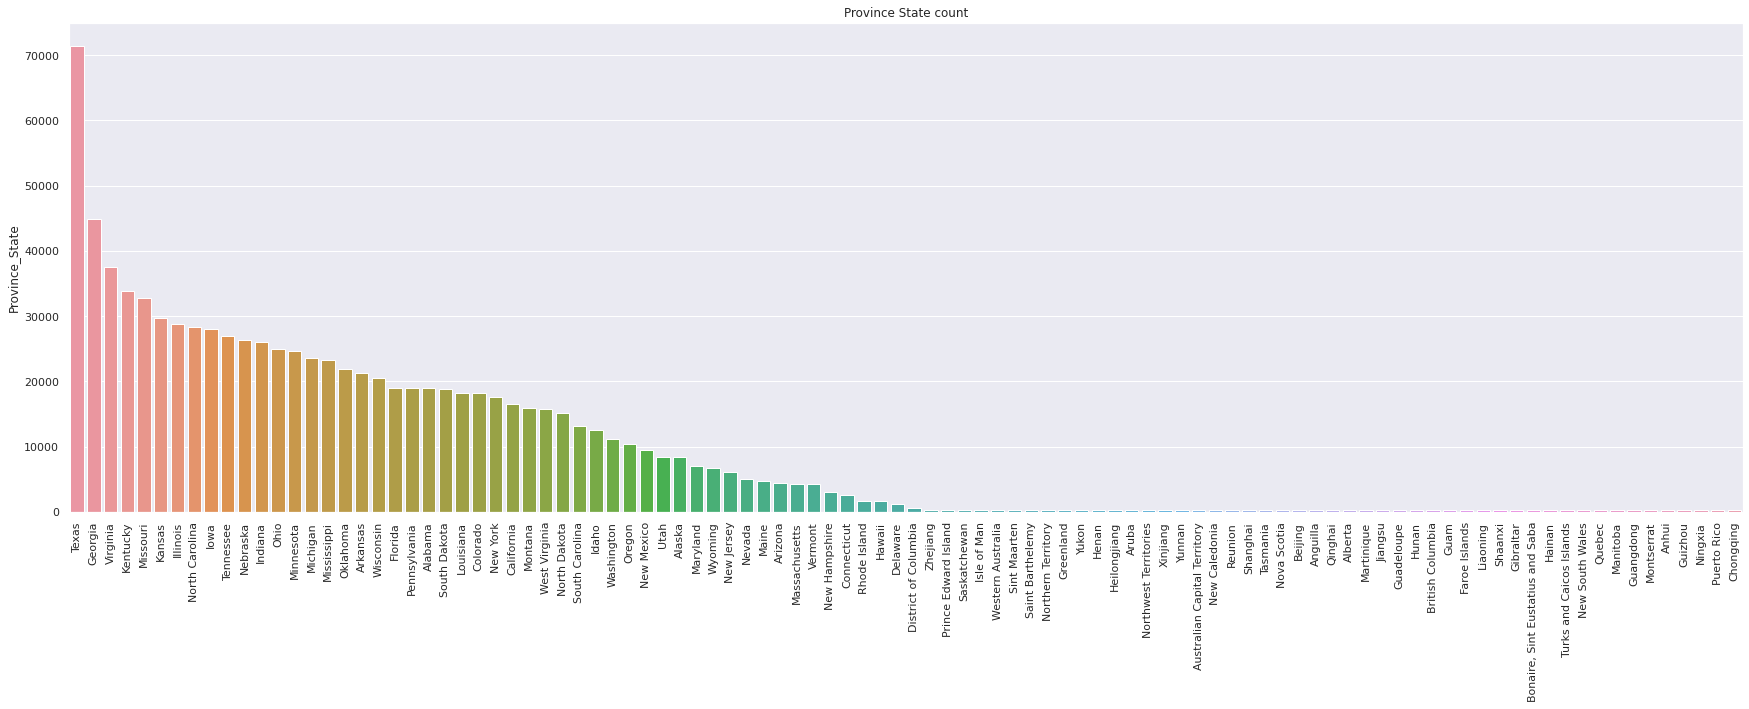 Province State count
Province_State
70000
60000
50000
40000
30000
20000
10000
0
Texas
Georgia
Virginia
Kentucky
Missouri
Kansas
Illinois
North Carolina
Iowa
Tennessee
Nebraska
Indiana
Ohio
Minnesota
Michigan
Mississippi
Oklahoma
Arkansas
Wisconsin
Florida
Pennsylvania
Alabama
South Dakota
Louisiana
Colorado
New York
California
Montana
West Virginia
North Dakota
South Carolina
Idaho
Washington
Oregon
New Mexico
Utah
Alaska
Maryland
Wyoming
New Jersey
Nevada
Maine
Arizona
Massachusetts
Vermont
New Hampshire
Connecticut
Rhode Island
Hawaii
Delaware
District of Columbia
Zhejiang
Prince Edward Island
Saskatchewan
Isle of Man
Western Australia
Sint Maarten
Saint Barthelemy
Northern Territory
Greenland
Yukon
Henan
Heilongjiang
Aruba
Northwest Territories
Xinjiang
Yunnan
Australian Capital Territory
New Caledonia
Reunion
Shanghai
Tasmania
Nova Scotia
Beijing
Anguilla
Qinghai
Alberta
Martinique
Jiangsu
Guadeloupe
Hunan
British Columbia
Guam
Faroe Islands
Liaoning
Shaanxi
Gibraltar
Bonaire, Sint Eustatius and Saba
Hainan
Turks and Caicos Islands
New South Wales
Quebec
Manitoba
Guangdong
Montserrat
Anhui
Guizhou
Ningxia
Puerto Rico
Chongqing